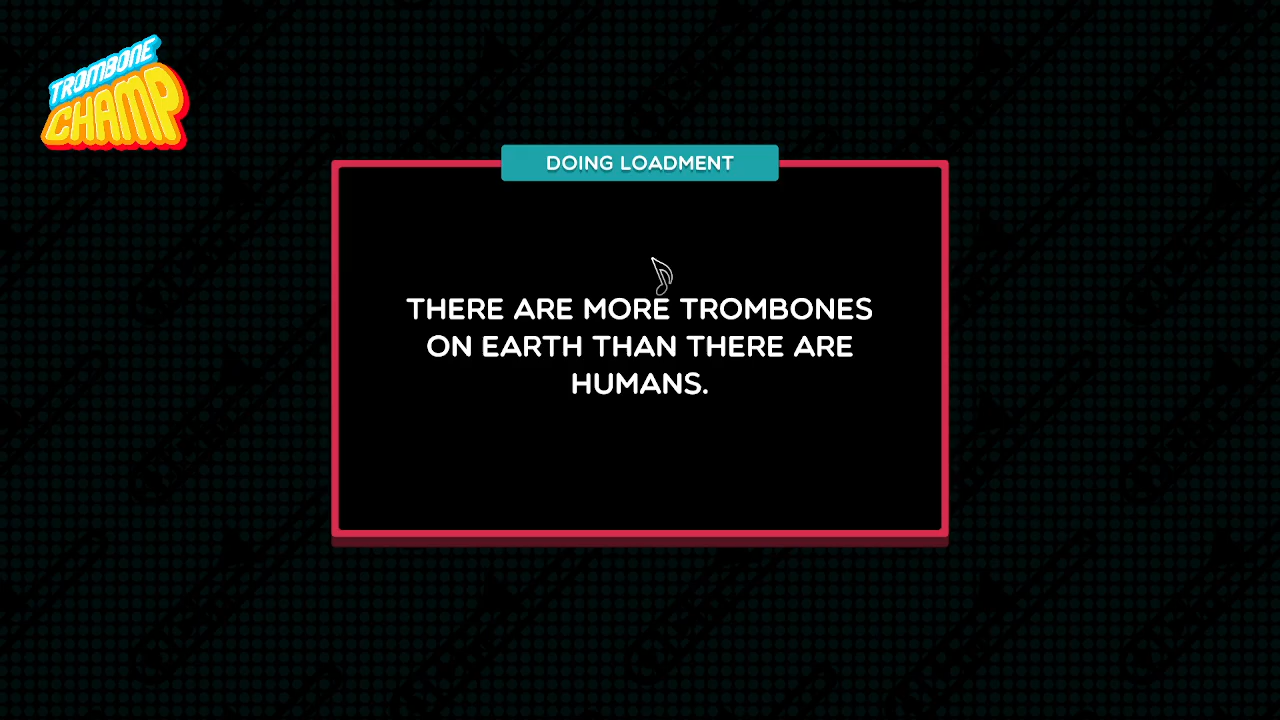 TROMBONE
CHAMP
DOING LOADMENT
THERE ARE MORE TROMBONES
ON EARTH THAN THERE ARE
HUMANS.